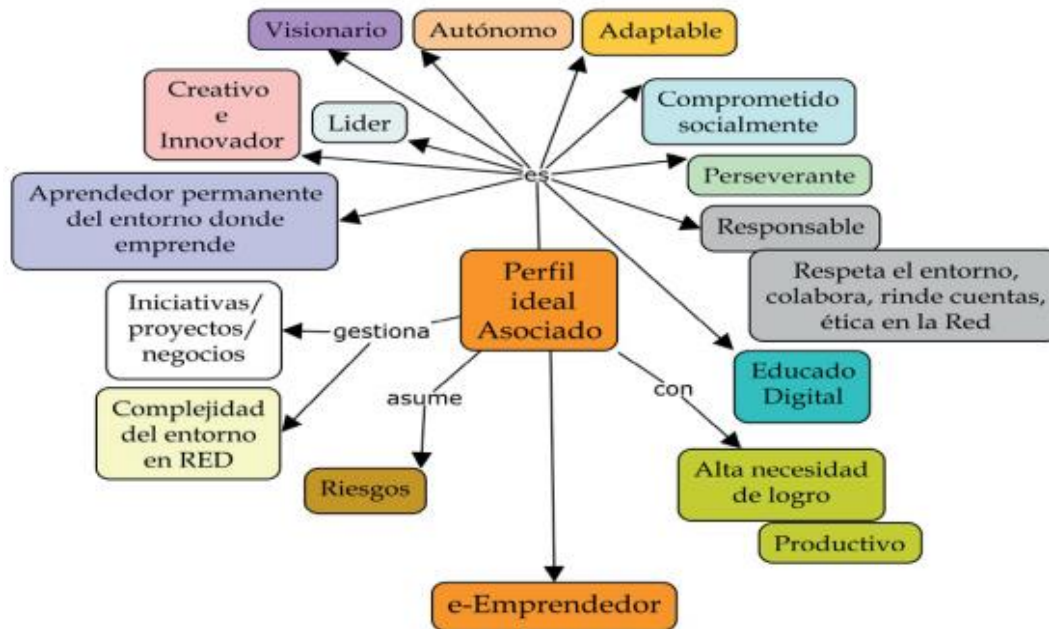 Visionario
Autónomo
Adaptable
Creativo
e
Innovador
Lider
Comprometido
socialmente
es
Perseverante
Aprendedor permanente
del entorno donde
emprende
Responsable
Respeta el entorno,
colabora, rinde cuentas,
ética en la Red
Perfil
ideal
Asociado
Iniciativas/
proyectos/
negocios
gestiona
Educado
Digital
con
asume
Complejidad
del entorno
en RED
Riesgos
Alta necesidad
de logro
Productivo
e-Emprendedor